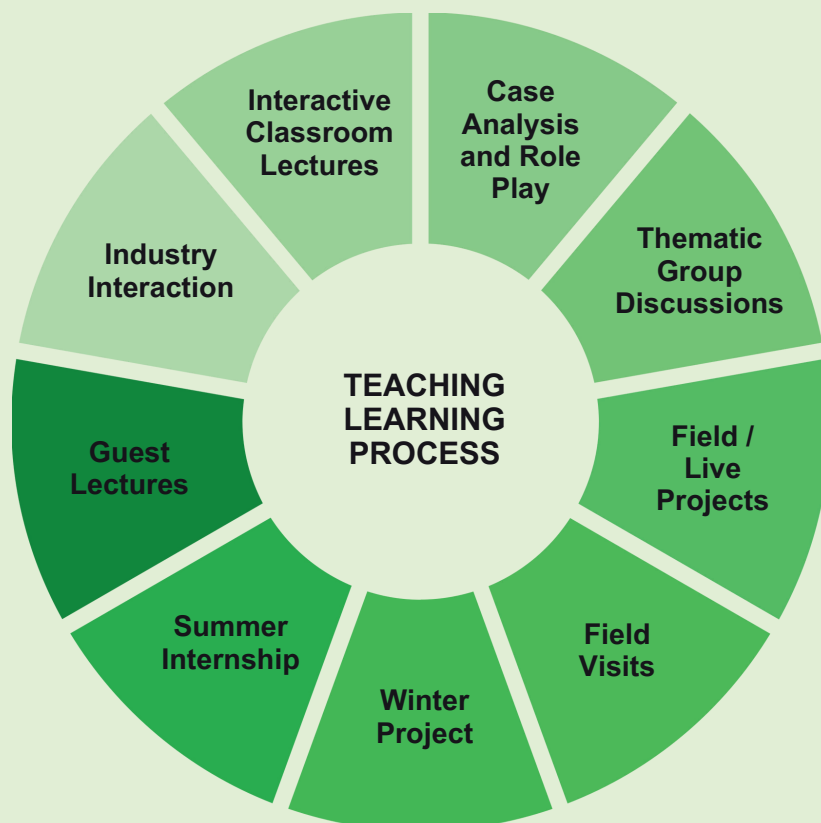 Interactive
Classroom
Lectures
Case
Analysis
and Role
Play
Thematic
Group
Discussions
Field /
Live
Projects
Field
Visits
Winter
Project
Summer
Internship
Guest
Lectures
Industry
Interaction
TEACHING
LEARNING
PROCESS